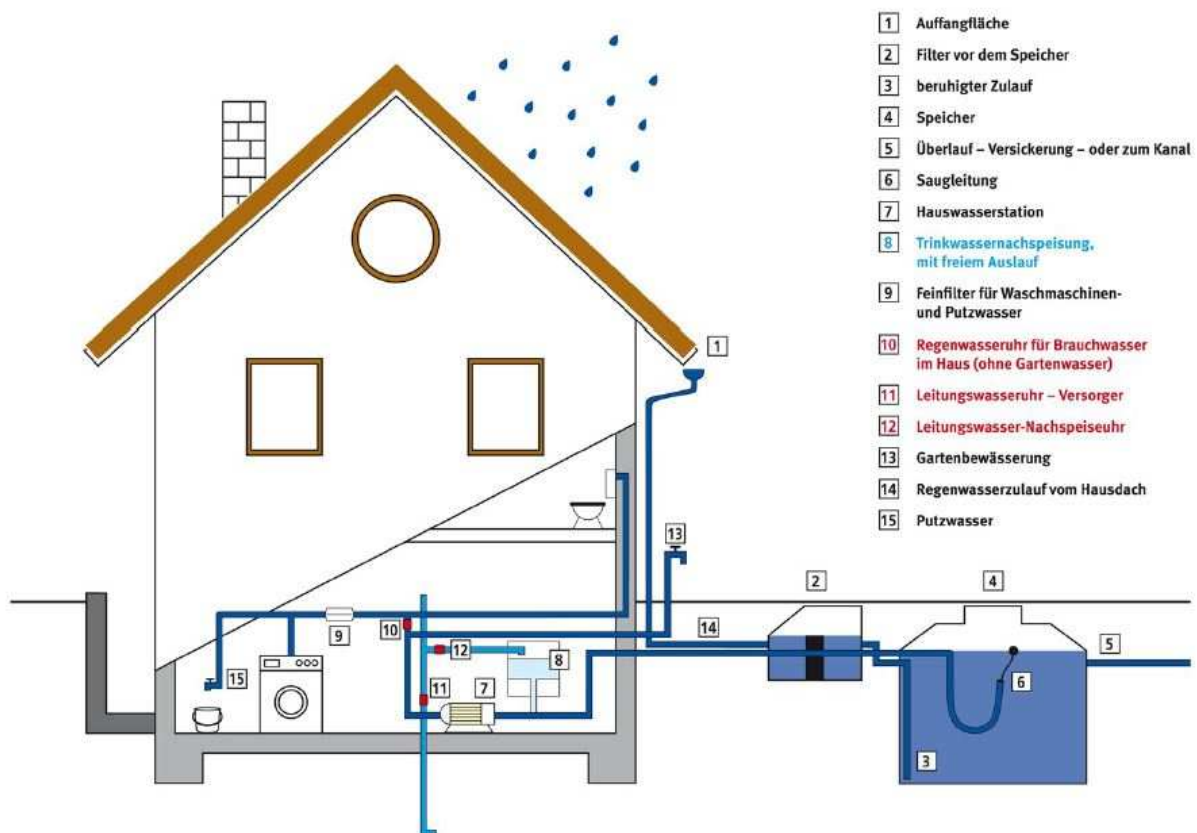 1 Auffangfläche
2 Filter vor dem Speicher
3 beruhigter Zulauf
4 Speicher
5 Überlauf – Versickerung – oder zum Kanal
6 Saugleitung
7 Hauswasserstation
8 Trinkwassernachspeisung,
mit freiem Auslauf
9 Feinfilter für Waschmaschinen-
und Putzwasser
10 Regenwasseruhr für Brauchwasser
im Haus (ohne Gartenwasser)
11 Leitungswasseruhr – Versorger
12 Leitungswasser-Nachspeiseuhr
13 Gartenbewässerung
14 Regenwasserzulauf vom Hausdach
15 Putzwasser
1
13
2
4
9
10
14
12
8
5
15
11
7
6
3